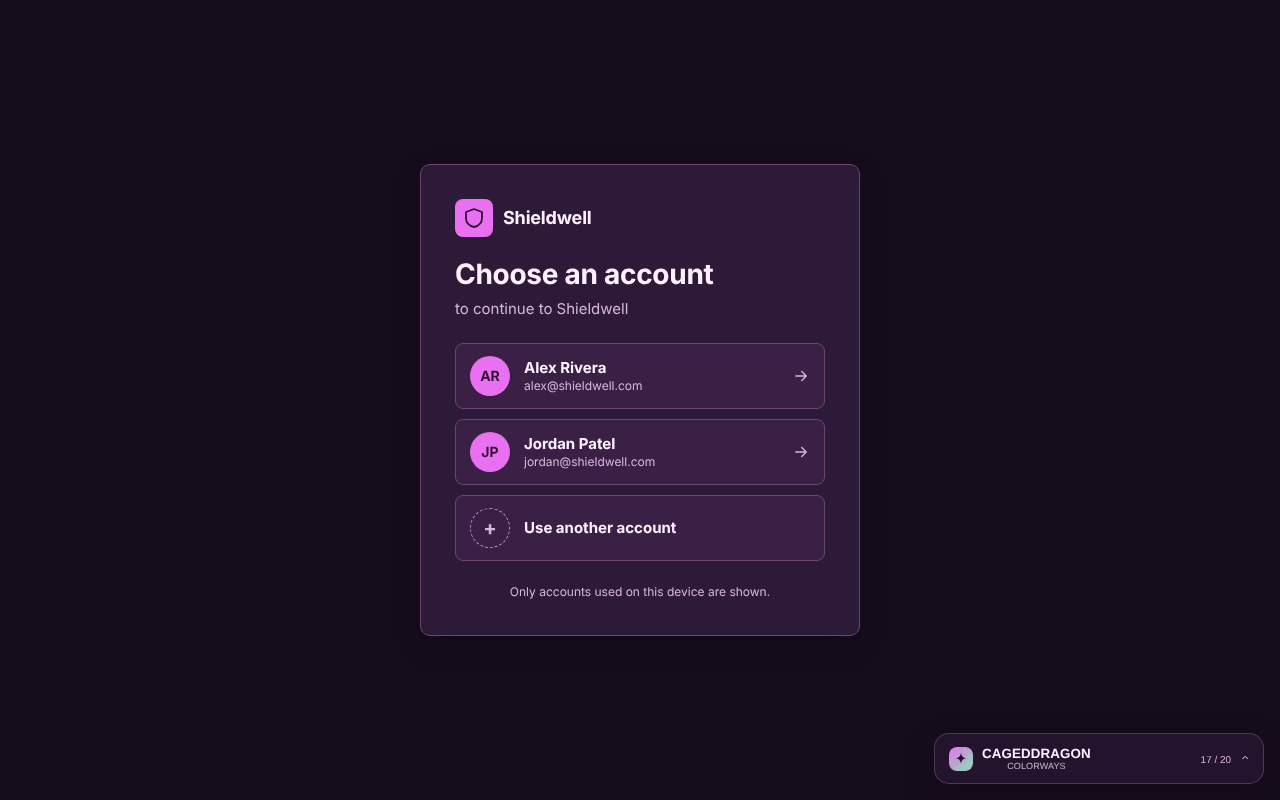 Shieldwell
Choose an account
to continue to Shieldwell
AR
Alex Rivera
alex@shieldwell.com
JP
Jordan Patel
jordan@shieldwell.com
+
Use another account
Only accounts used on this device are shown.
CAGEDDRAGON
COLORWAYS
17 / 20